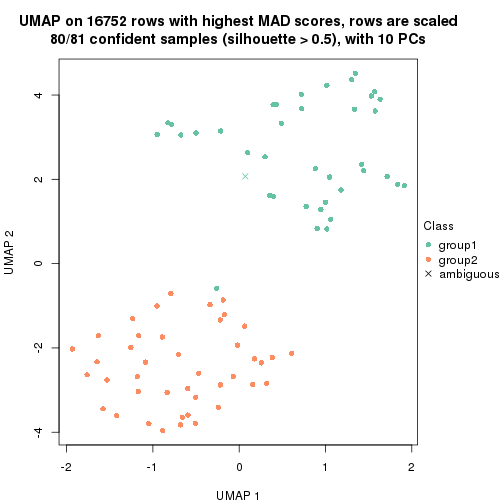 UMAP on 16752 rows with highest MAD scores, rows are scaled
80/81 confident samples (silhouette > 0.5), with 10 PCs
4
2
0
-2
-4
UMAP 2
-2
-1
0
1
2
UMAP 1
Class
group1
group2
ambiguous